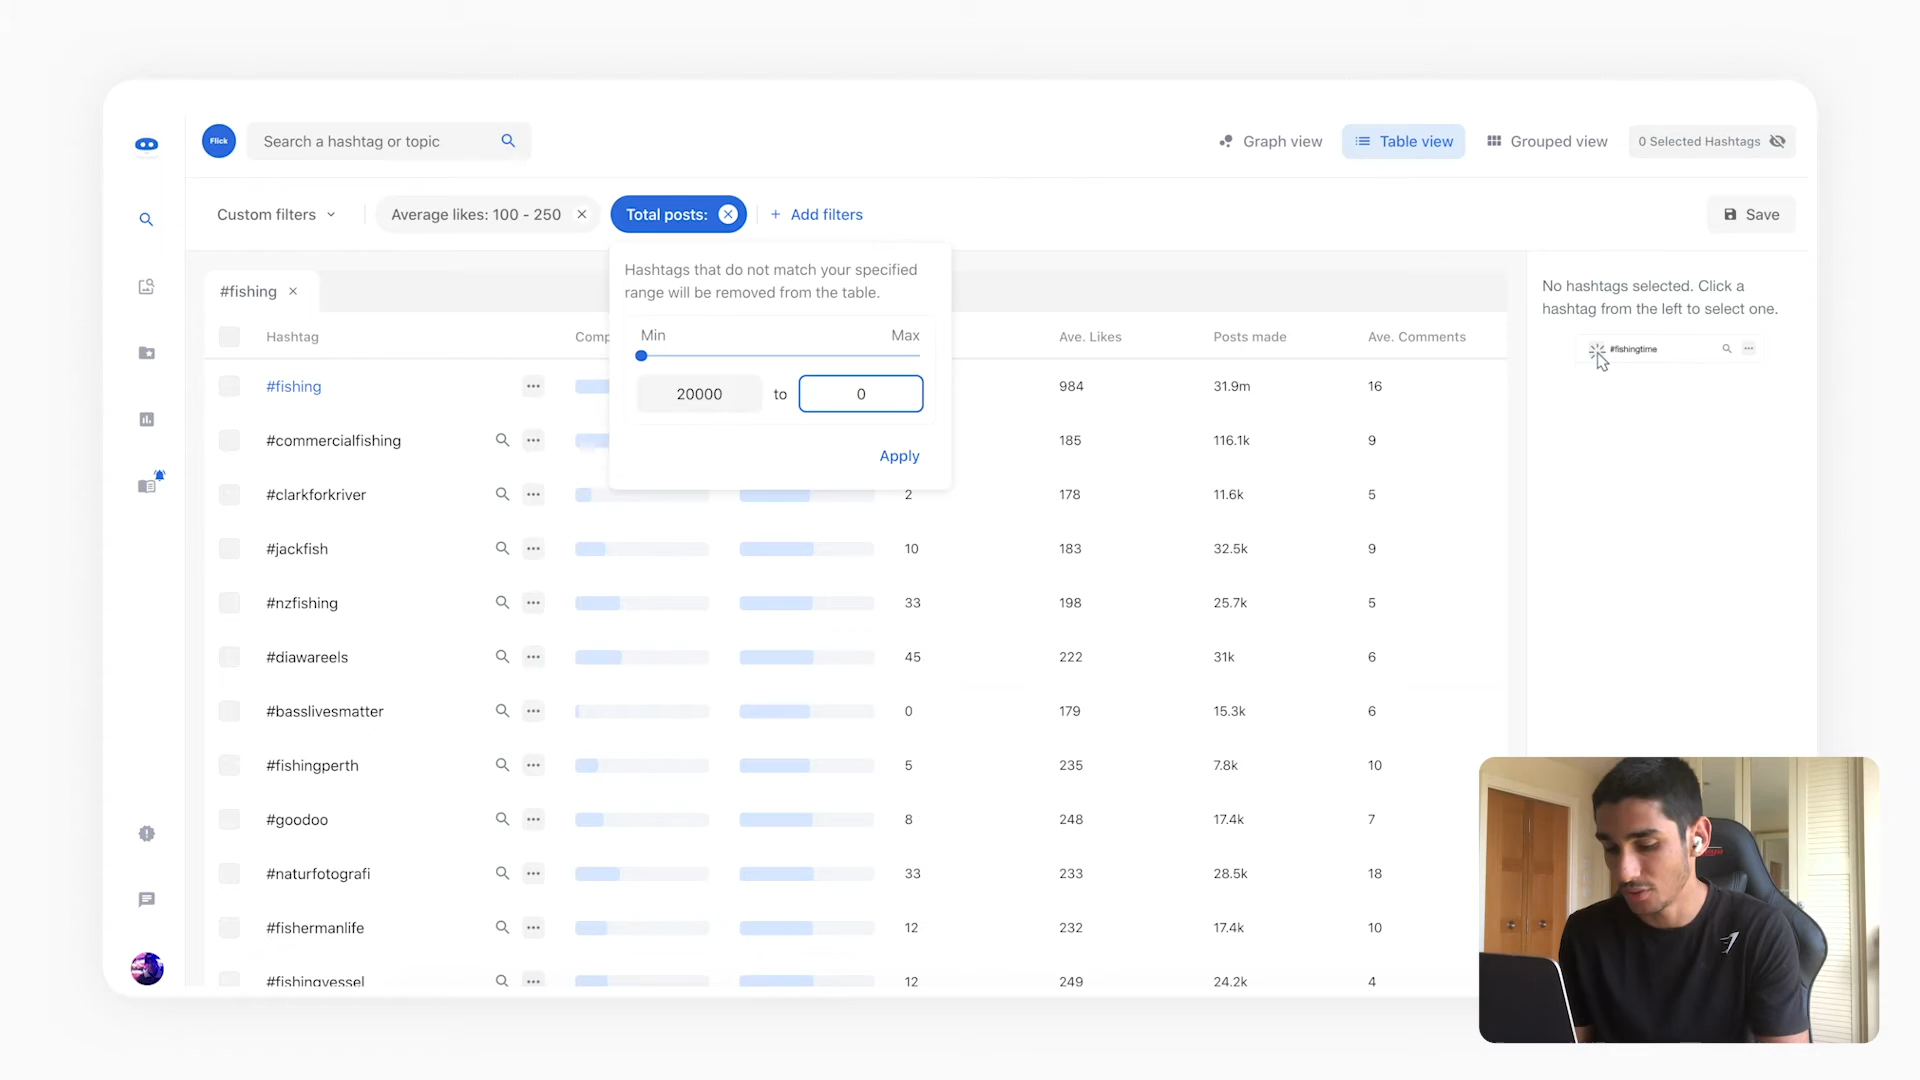 Flick
Search a hashtag or topic
Graph view
Table view
Grouped view
0 Selected Hashtags
Custom filters
Average likes: 100 - 250
Total posts:
+ Add filters
Save
Hashtags that do not match your specified
range will be removed from the table.
Min
Max
20000 to 0
Apply
#fishing
Hashtag
Comp
Ave. Likes
Posts made
Ave. Comments
#fishing 984 31.9m 16
#commercialfishing 185 116.1k 9
#clarkforkriver 2 178 11.6k 5
#jackfish 10 183 32.5k 9
#nzfishing 33 198 25.7k 5
#diawareels 45 222 31k 6
#basslivesmatter 0 179 15.3k 6
#fishingperth 5 235 7.8k 10
#goodoo 8 248 17.4k 7
#naturfotografi 33 233 28.5k 18
#fishermanlife 12 232 17.4k 10
#fishingvessel 12 249 24.2k 4
No hashtags selected. Click a
hashtag from the left to select one.
#fishingtime